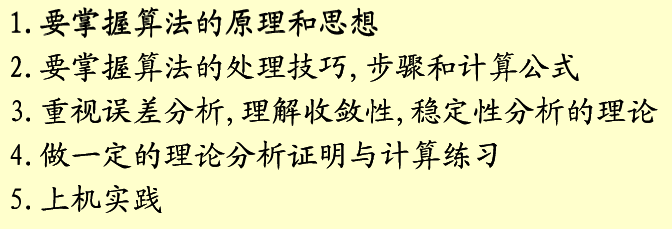 1. 要掌握算法的原理和思想
2. 要掌握算法的处理技巧, 步骤和计算公式
3. 重视误差分析, 理解收敛性, 稳定性分析的理论
4. 做一定的理论分析证明与计算练习
5. 上机实践